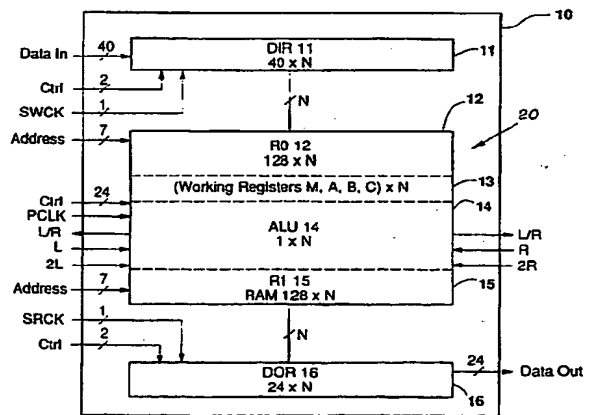 10
Data In 40 DIR 11 11
40 x N
Ctrl 2
SWCK 1 N
12
20
Address 7 R0 12
128 x N
(Working Registers M, A, B, C) x N 13
Ctrl 24 14
PCLK
L/R ALU 14 L/R
L 1 x N R
2L 2R
Address 7 R1 15 15
RAM 128 x N
SRCK 1 N
Ctrl 2
DOR 16 24 Data Out
24 x N
16